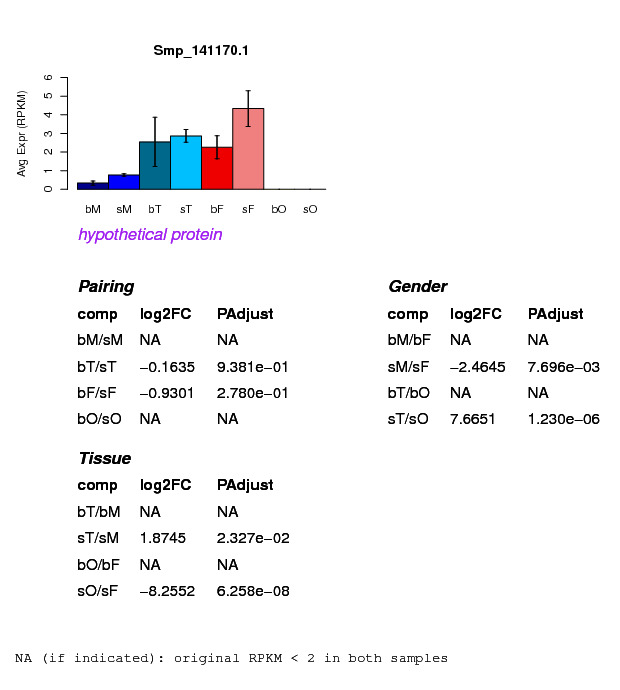 Smp_141170.1
Avg Expr (RPKM)
0 1 2 3 4 5 6
bM sM bT sT bF sF bO sO
hypothetical protein
Pairing
comp log2FC PAdjust
bM/sM NA NA
bT/sT −0.1635 9.381e−01
bF/sF −0.9301 2.780e−01
bO/sO NA NA
Gender
comp log2FC PAdjust
bM/bF NA NA
sM/sF −2.4645 7.696e−03
bT/bO NA NA
sT/sO 7.6651 1.230e−06
Tissue
comp log2FC PAdjust
bT/bM NA NA
sT/sM 1.8745 2.327e−02
bO/bF NA NA
sO/sF −8.2552 6.258e−08
NA (if indicated): original RPKM < 2 in both samples